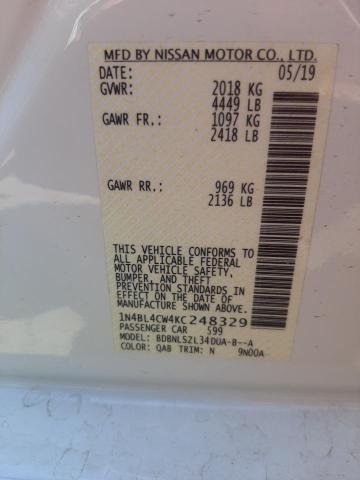 MFD BY NISSAN MOTOR CO., LTD.
DATE: 05/19
GVWR: 2018 KG
4449 LB
GAWR FR.: 1097 KG
2418 LB
GAWR RR.: 969 KG
2136 LB
THIS VEHICLE CONFORMS TO
ALL APPLICABLE FEDERAL
MOTOR VEHICLE SAFETY,
BUMPER, AND THEFT
PREVENTION STANDARDS IN
EFFECT ON THE DATE OF
MANUFACTURE SHOWN ABOVE.
1N4BL4CW4KC248329
PASSENGER CAR 599
MODEL: BDBNLSZL34DUA-B--A
COLOR: QAB TRIM: N 9N00A